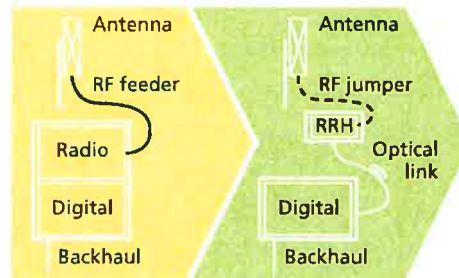 Antenna
RF feeder
Radio
Digital
Backhaul
Antenna
RF jumper
RRH
Optical
link
Digital
Backhaul